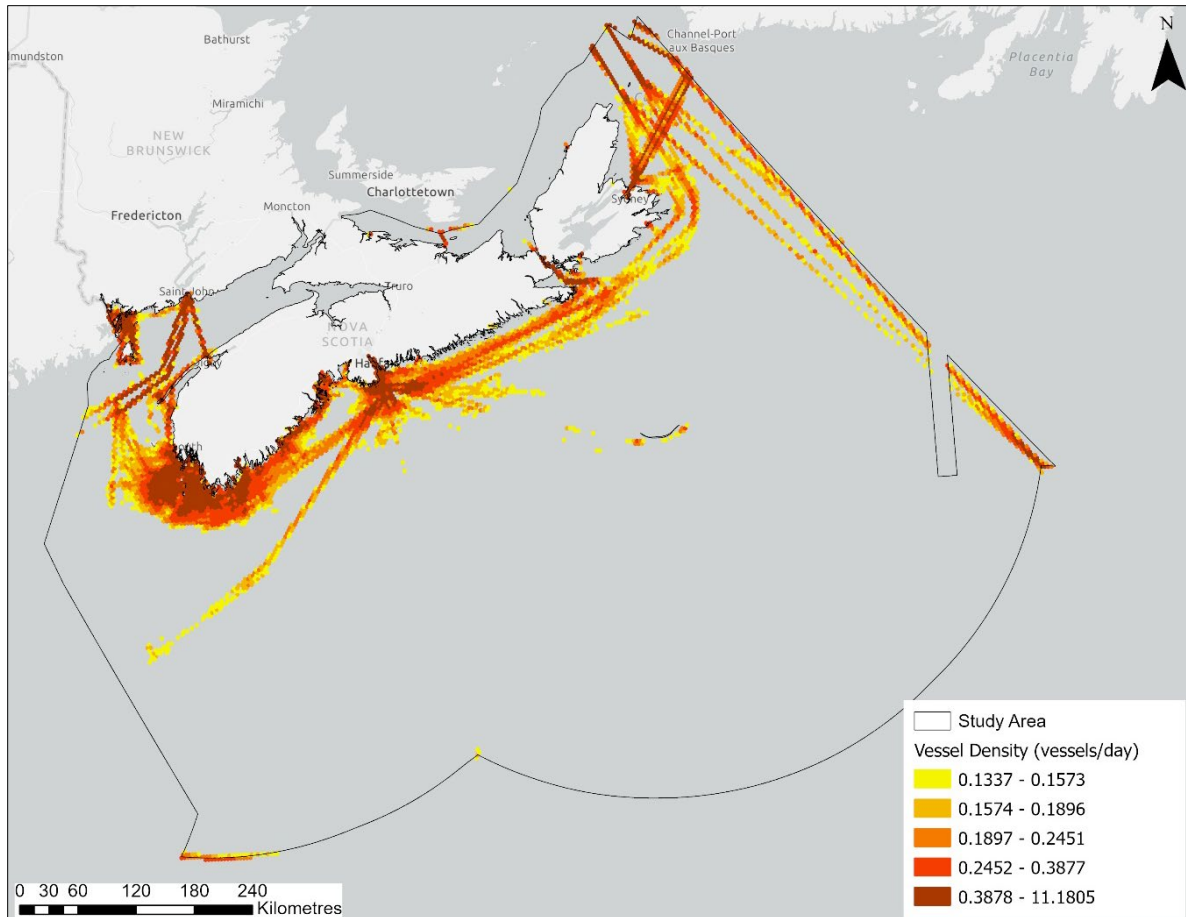 Bathurst
Channel-Port
aux Basques
N
lmundston
Placentia
Bay
Miramichi
NEW
BRUNSWICK
Summerside
Charlottetown
Moncton
Fredericton
Sydney
Saint John
Truro
NOVA
SCOTIA
Study Area
Vessel Density (vessels/day)
0.1337 - 0.1573
0.1574 - 0.1896
0.1897 - 0.2451
0.2452 - 0.3877
0.3878 - 11.1805
0 30 60 120 180 240
Kilometres